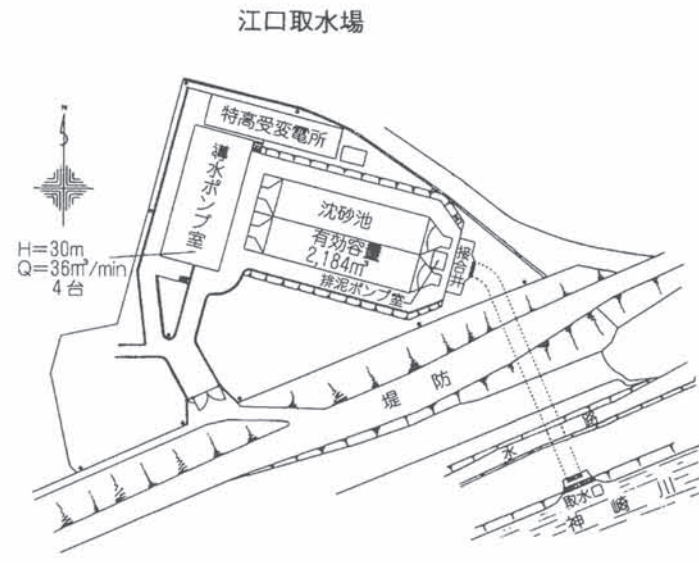 江口取水場
N
特高受変電所
導水ポンプ室
沈砂池
有効容量
2,184m³
排泥ポンプ室
接合井
H=30m
Q=36m³/min
4台
堤防
水路
取水口
神崎川